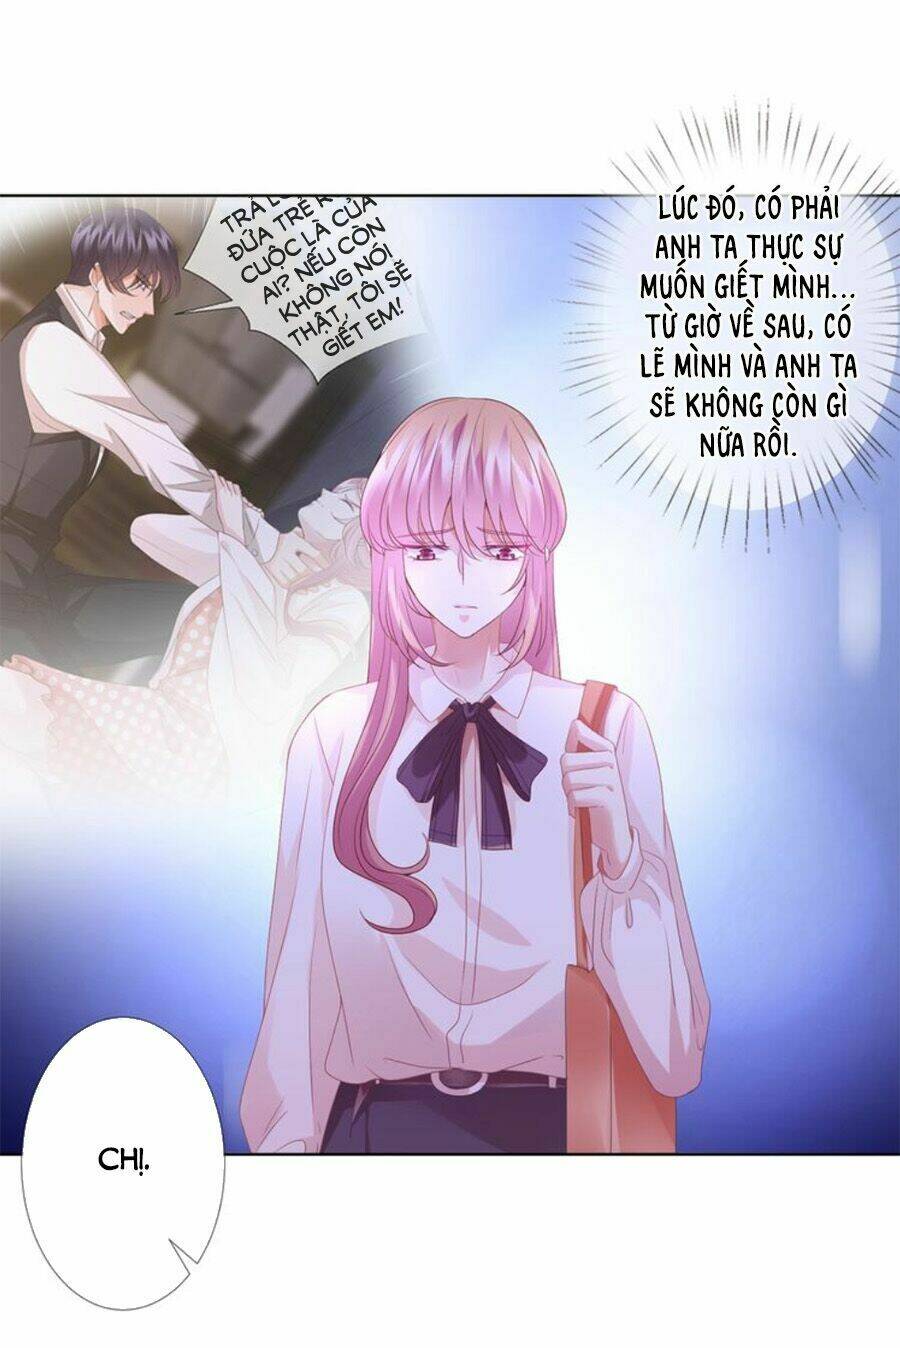 TRẢ L
ĐỨA TRẺ R
CUỘC LÀ CỦA
AI? NẾU CÒN
KHÔNG NÓI
THẬT, TÔI SẼ
GIẾT EM!
LÚC ĐÓ, CÓ PHẢI
ANH TA THỰC SỰ
MUỐN GIẾT MÌNH...
TỪ GIỜ VỀ SAU, CÓ
LẼ MÌNH VÀ ANH TA
SẼ KHÔNG CÒN GÌ
NỮA RỒI.
CHỊ.